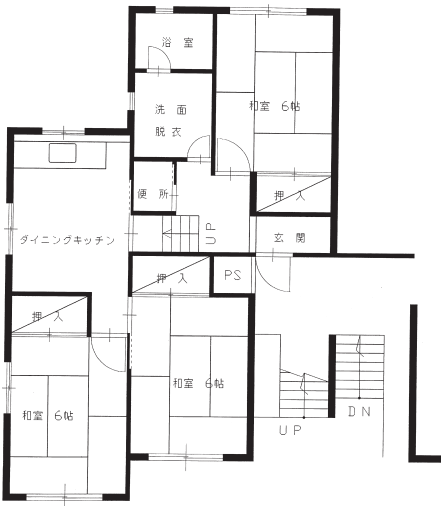 浴室
洗面
脱衣
和室 6帖
便所
押入
UP
玄関
ダイニングキッチン
押入
PS
押入
和室 6帖
和室 6帖
UP
DN